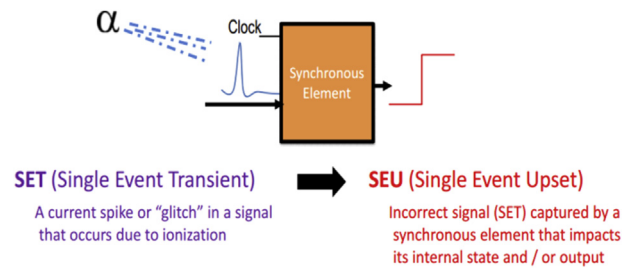 α
Clock
Synchronous
Element
SET (Single Event Transient)
SEU (Single Event Upset)
A current spike or “glitch” in a signal
that occurs due to ionization
Incorrect signal (SET) captured by a
synchronous element that impacts
its internal state and / or output